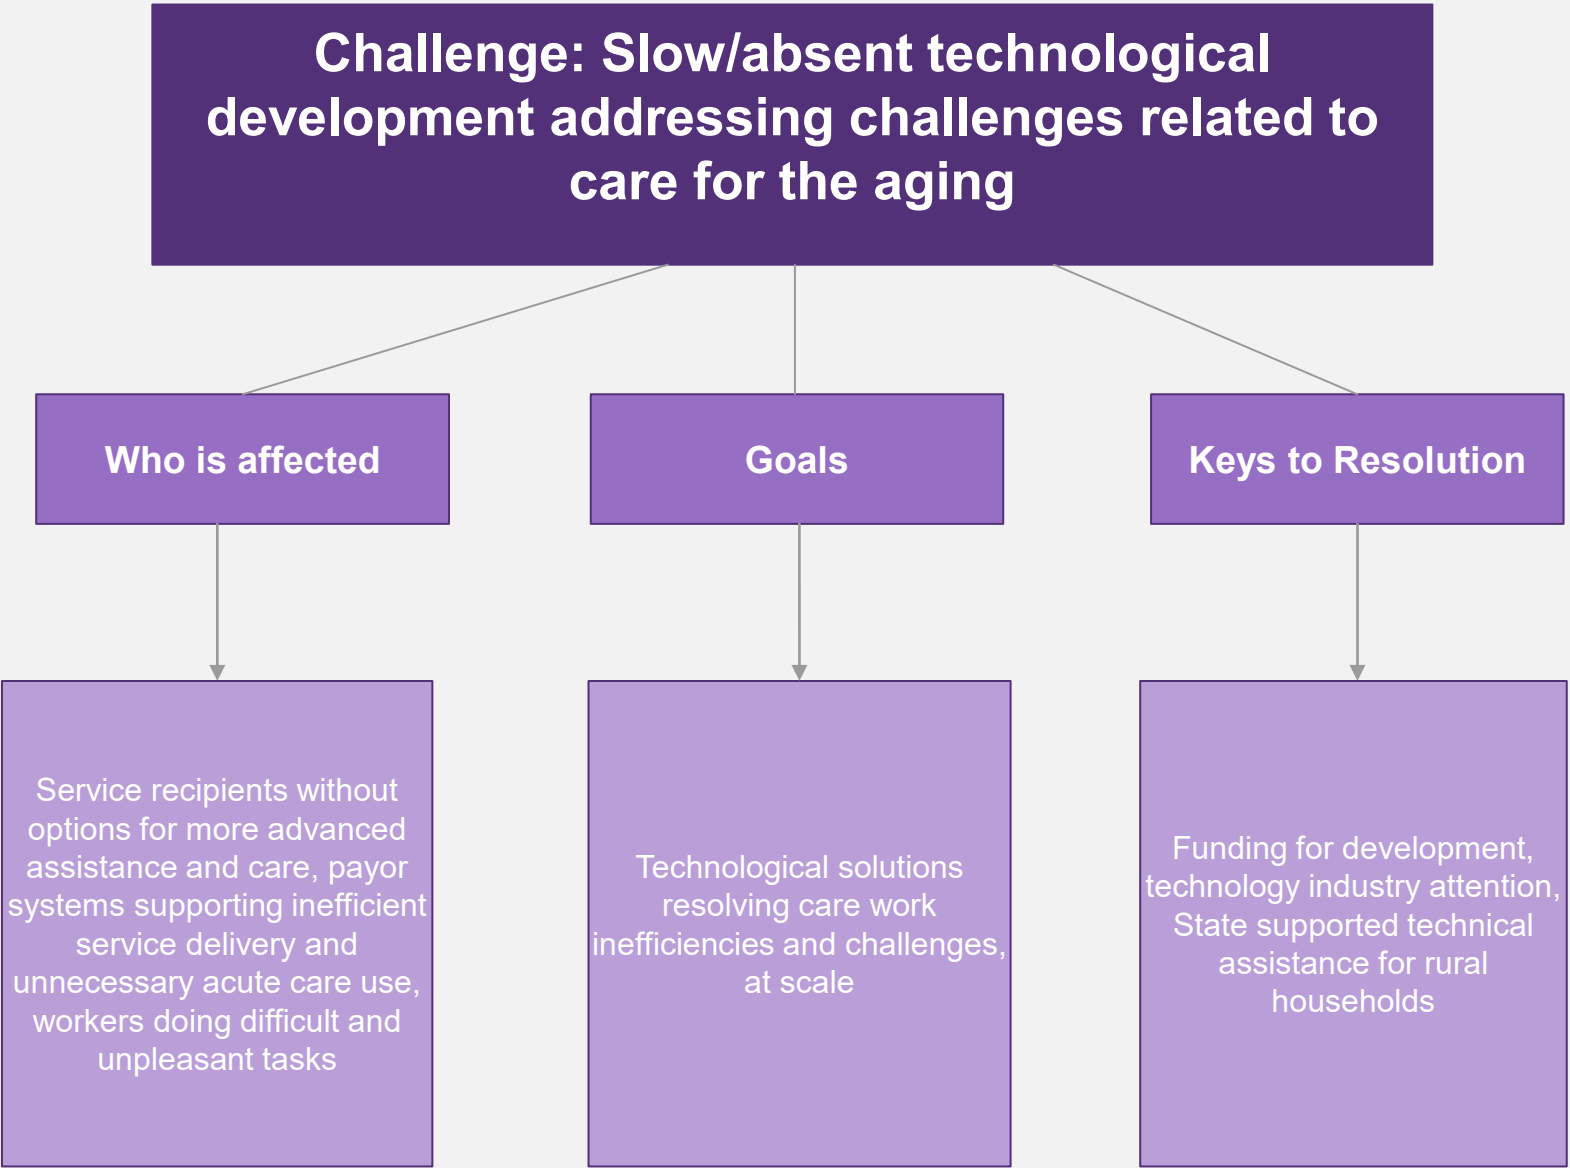 Challenge: Slow/absent technological
development addressing challenges related to
care for the aging
Who is affected
Goals
Keys to Resolution
Service recipients without
options for more advanced
assistance and care, payor
systems supporting inefficient
service delivery and
unnecessary acute care use,
workers doing difficult and
unpleasant tasks
Technological solutions
resolving care work
inefficiencies and challenges,
at scale
Funding for development,
technology industry attention,
State supported technical
assistance for rural
households